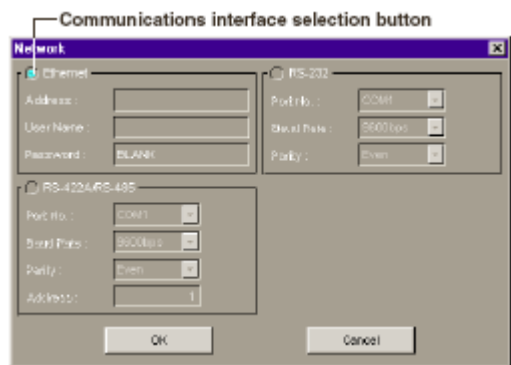 Communications interface selection button
Network
Ethernet
Address :
User Name :
Password : BLANK
RS-232
Port No. : COM1
Baud Rate : 9600bps
Parity : Even
RS-422A/RS-485
Port No. : COM1
Baud Rate : 9600bps
Parity : Even
Address : 1
OK
Cancel